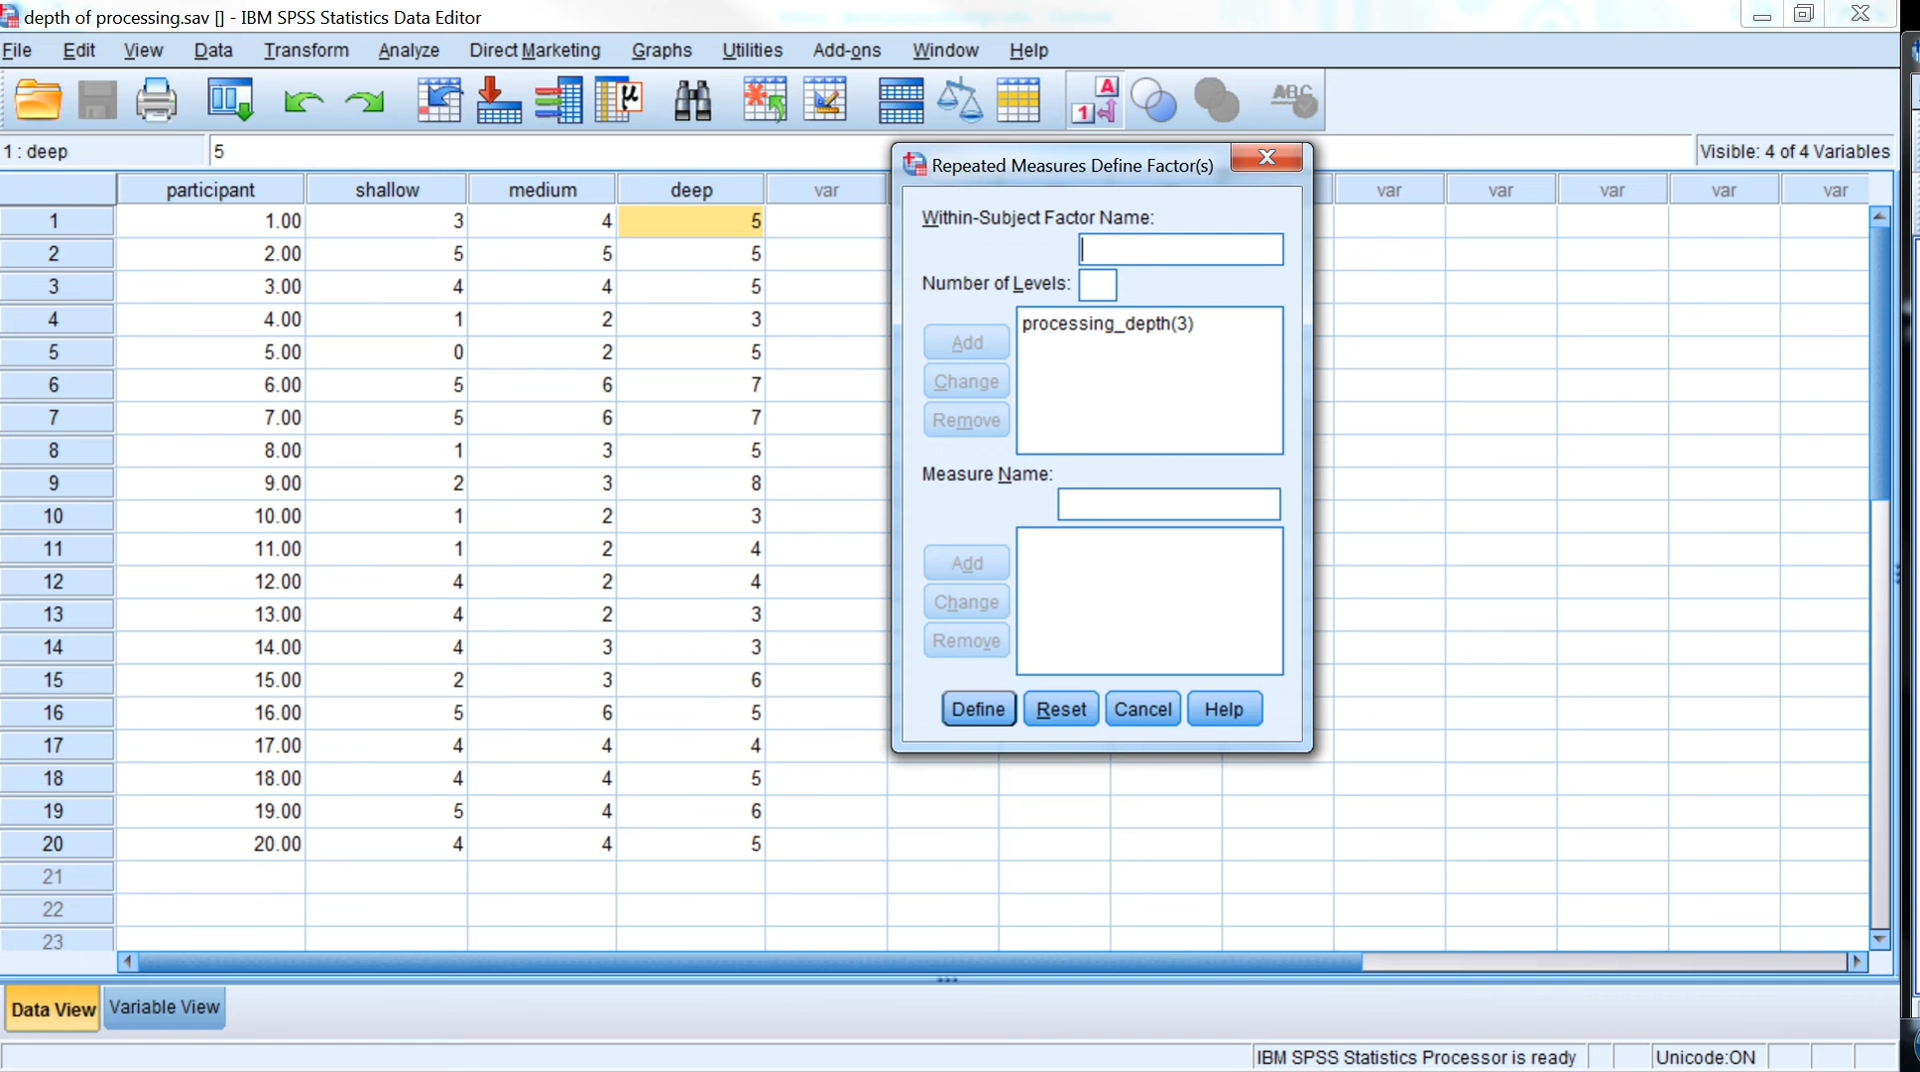 depth of processing.sav [] - IBM SPSS Statistics Data Editor
File Edit View Data Transform Analyze Direct Marketing Graphs Utilities Add-ons Window Help
A
1
μ
ABC
1 : deep 5 Visible: 4 of 4 Variables
participant shallow medium deep var var var var var var
1 1.00 3 4 5
2 2.00 5 5 5
3 3.00 4 4 5
4 4.00 1 2 3
5 5.00 0 2 5
6 6.00 5 6 7
7 7.00 5 6 7
8 8.00 1 3 5
9 9.00 2 3 8
10 10.00 1 2 3
11 11.00 1 2 4
12 12.00 4 2 4
13 13.00 4 2 3
14 14.00 4 3 3
15 15.00 2 3 6
16 16.00 5 6 5
17 17.00 4 4 4
18 18.00 4 4 5
19 19.00 5 4 6
20 20.00 4 4 5
21
22
23
Repeated Measures Define Factor(s)
Within-Subject Factor Name:
Number of Levels:
processing_depth(3)
Add
Change
Remove
Measure Name:
Add
Change
Remove
Define Reset Cancel Help
Data View Variable View
IBM SPSS Statistics Processor is ready Unicode:ON